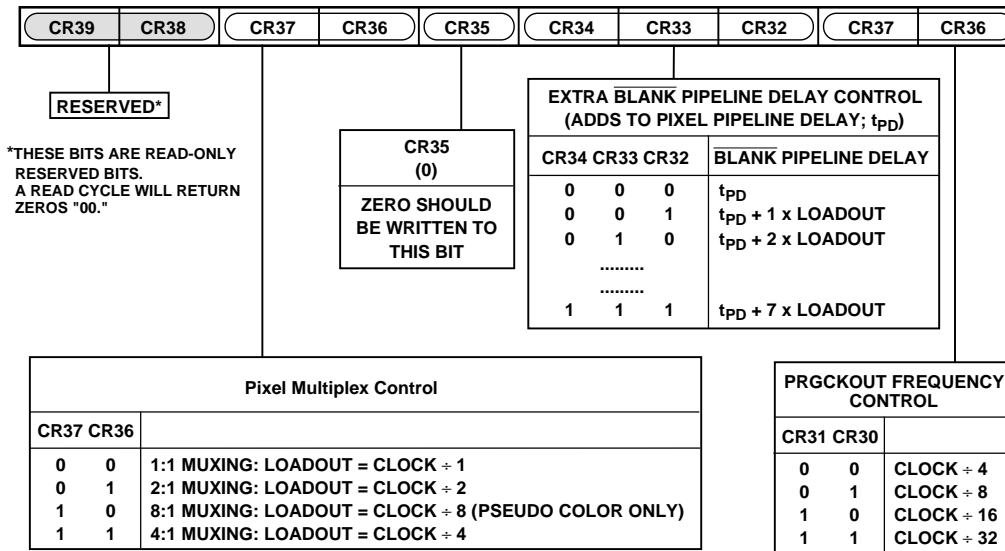 CR39 CR38 CR37 CR36 CR35 CR34 CR33 CR32 CR37 CR36
RESERVED*
*THESE BITS ARE READ-ONLY
RESERVED BITS.
A READ CYCLE WILL RETURN
ZEROS "00."
CR35
(0)
ZERO SHOULD
BE WRITTEN TO
THIS BIT
EXTRA BLANK PIPELINE DELAY CONTROL
(ADDS TO PIXEL PIPELINE DELAY; tPD)
CR34 CR33 CR32 BLANK PIPELINE DELAY
0 0 0 tPD
0 0 1 tPD + 1 x LOADOUT
0 1 0 tPD + 2 x LOADOUT
.........
.........
1 1 1 tPD + 7 x LOADOUT
Pixel Multiplex Control
CR37 CR36
0 0 1:1 MUXING: LOADOUT = CLOCK ÷ 1
0 1 2:1 MUXING: LOADOUT = CLOCK ÷ 2
1 0 8:1 MUXING: LOADOUT = CLOCK ÷ 8 (PSEUDO COLOR ONLY)
1 1 4:1 MUXING: LOADOUT = CLOCK ÷ 4
PRGCKOUT FREQUENCY
CONTROL
CR31 CR30
0 0 CLOCK ÷ 4
0 1 CLOCK ÷ 8
1 0 CLOCK ÷ 16
1 1 CLOCK ÷ 32